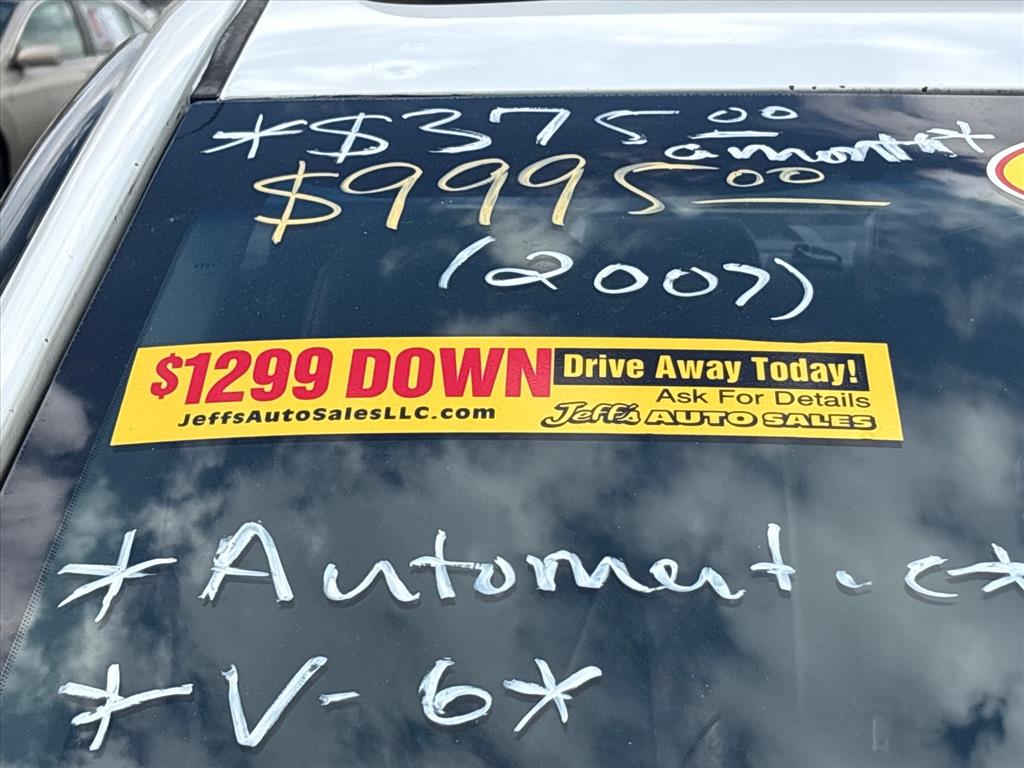 *$375.00 a month*
$9995.00
(2007)
$1299 DOWN Drive Away Today!
Ask For Details
JeffsAutoSalesLLC.com Jeff's AUTO SALES
*Automert.c*
*V-6*